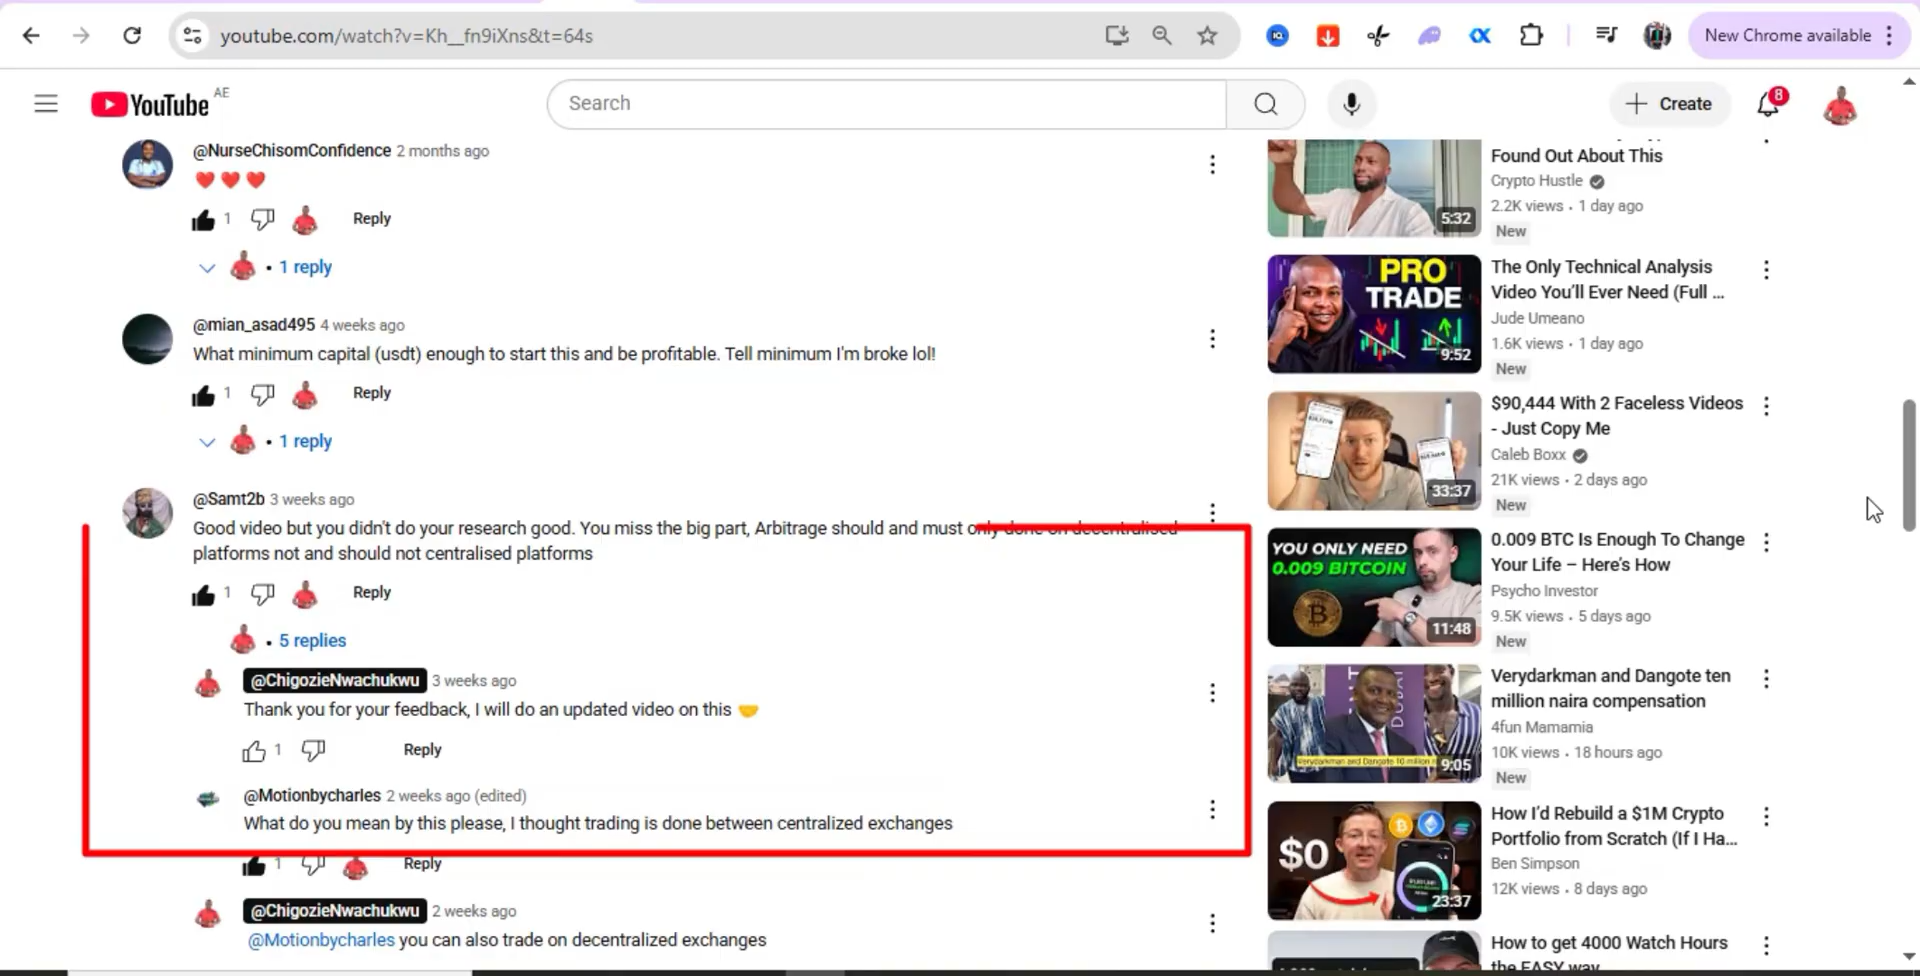 youtube.com/watch?v=Kh__fn9iXns&t=64s
New Chrome available
YouTube AE
Search
Create
8
@NurseChisomConfidence 2 months ago
1
Reply
1 reply
@mian_asad495 4 weeks ago
What minimum capital (usdt) enough to start this and be profitable. Tell minimum I'm broke lol!
1
Reply
1 reply
@Samt2b 3 weeks ago
Good video but you didn't do your research good. You miss the big part, Arbitrage should and must only done on decentralised
platforms not and should not centralised platforms
1
Reply
5 replies
@ChigozieNwachukwu 3 weeks ago
Thank you for your feedback, I will do an updated video on this
1
Reply
@Motionbycharles 2 weeks ago (edited)
What do you mean by this please, I thought trading is done between centralized exchanges
1
Reply
@ChigozieNwachukwu 2 weeks ago
@Motionbycharles you can also trade on decentralized exchanges
5:32
Found Out About This
Crypto Hustle
2.2K views • 1 day ago
New
PRO
TRADE
9:52
The Only Technical Analysis
Video You'll Ever Need (Full ...
Jude Umeano
1.6K views • 1 day ago
New
33:37
$90,444 With 2 Faceless Videos
- Just Copy Me
Caleb Boxx
21K views • 2 days ago
New
YOU ONLY NEED
0.009 BITCOIN
11:48
0.009 BTC Is Enough To Change
Your Life – Here's How
Psycho Investor
9.5K views • 5 days ago
New
Verydarkman and Dangote 10 million
9:05
Verydarkman and Dangote ten
million naira compensation
4fun Mamamia
10K views • 18 hours ago
New
$0
23:37
How I'd Rebuild a $1M Crypto
Portfolio from Scratch (If I Ha...
Ben Simpson
12K views • 8 days ago
How to get 4000 Watch Hours
the EASY way